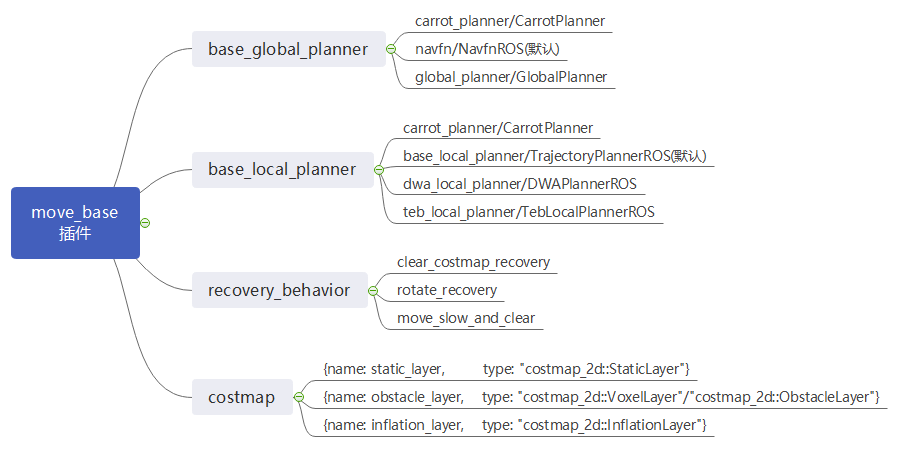 move_base
插件
base_global_planner
carrot_planner/CarrotPlanner
navfn/NavfnROS(默认)
global_planner/GlobalPlanner
base_local_planner
carrot_planner/CarrotPlanner
base_local_planner/TrajectoryPlannerROS(默认)
dwa_local_planner/DWAPlannerROS
teb_local_planner/TebLocalPlannerROS
recovery_behavior
clear_costmap_recovery
rotate_recovery
move_slow_and_clear
costmap
{name: static_layer, type: "costmap_2d::StaticLayer"}
{name: obstacle_layer, type: "costmap_2d::VoxelLayer"/"costmap_2d::ObstacleLayer"}
{name: inflation_layer, type: "costmap_2d::InflationLayer"}